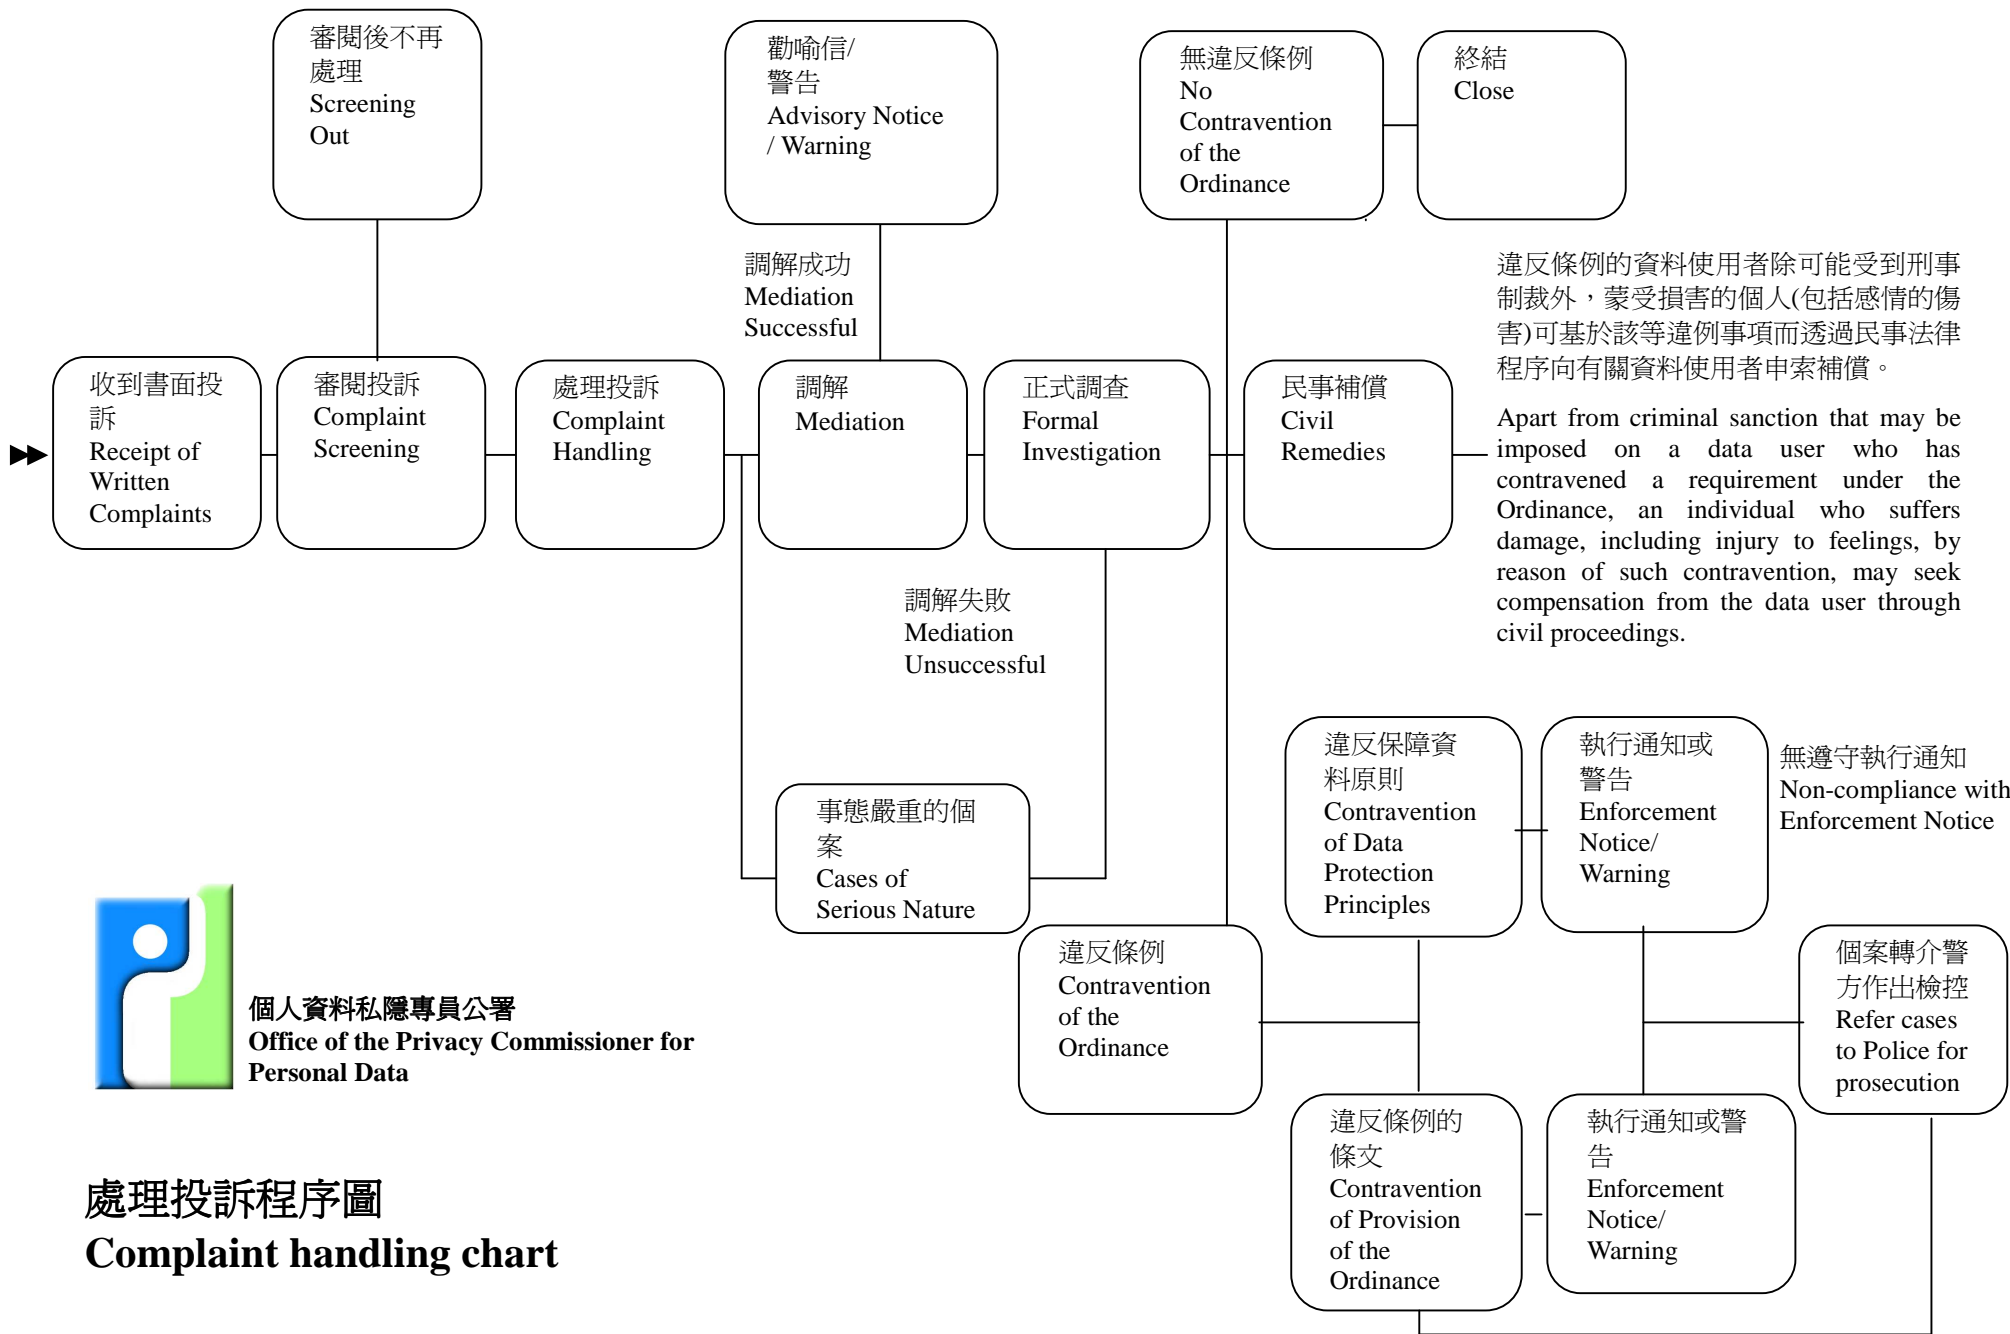 審閱後不再
處理
Screening
Out
勸喻信/
警告
Advisory Notice
/ Warning
無違反條例
No
Contravention
of the
Ordinance
終結
Close
調解成功
Mediation
Successful
違反條例的資料使用者除可能受到刑事
制裁外，蒙受損害的個人(包括感情的傷
害)可基於該等違例事項而透過民事法律
程序向有關資料使用者申索補償。
收到書面投
訴
Receipt of
Written
Complaints
審閱投訴
Complaint
Screening
處理投訴
Complaint
Handling
調解
Mediation
正式調查
Formal
Investigation
民事補償
Civil
Remedies
Apart from criminal sanction that may be
imposed on a data user who has
contravened a requirement under the
Ordinance, an individual who suffers
damage, including injury to feelings, by
reason of such contravention, may seek
compensation from the data user through
civil proceedings.
調解失敗
Mediation
Unsuccessful
事態嚴重的個
案
Cases of
Serious Nature
違反保障資
料原則
Contravention
of Data
Protection
Principles
執行通知或
警告
Enforcement
Notice/
Warning
無遵守執行通知
Non-compliance with
Enforcement Notice
違反條例
Contravention
of the
Ordinance
個案轉介警
方作出檢控
Refer cases
to Police for
prosecution
個人資料私隱專員公署
Office of the Privacy Commissioner for
Personal Data
違反條例的
條文
Contravention
of Provision
of the
Ordinance
執行通知或警
告
Enforcement
Notice/
Warning
處理投訴程序圖
Complaint handling chart